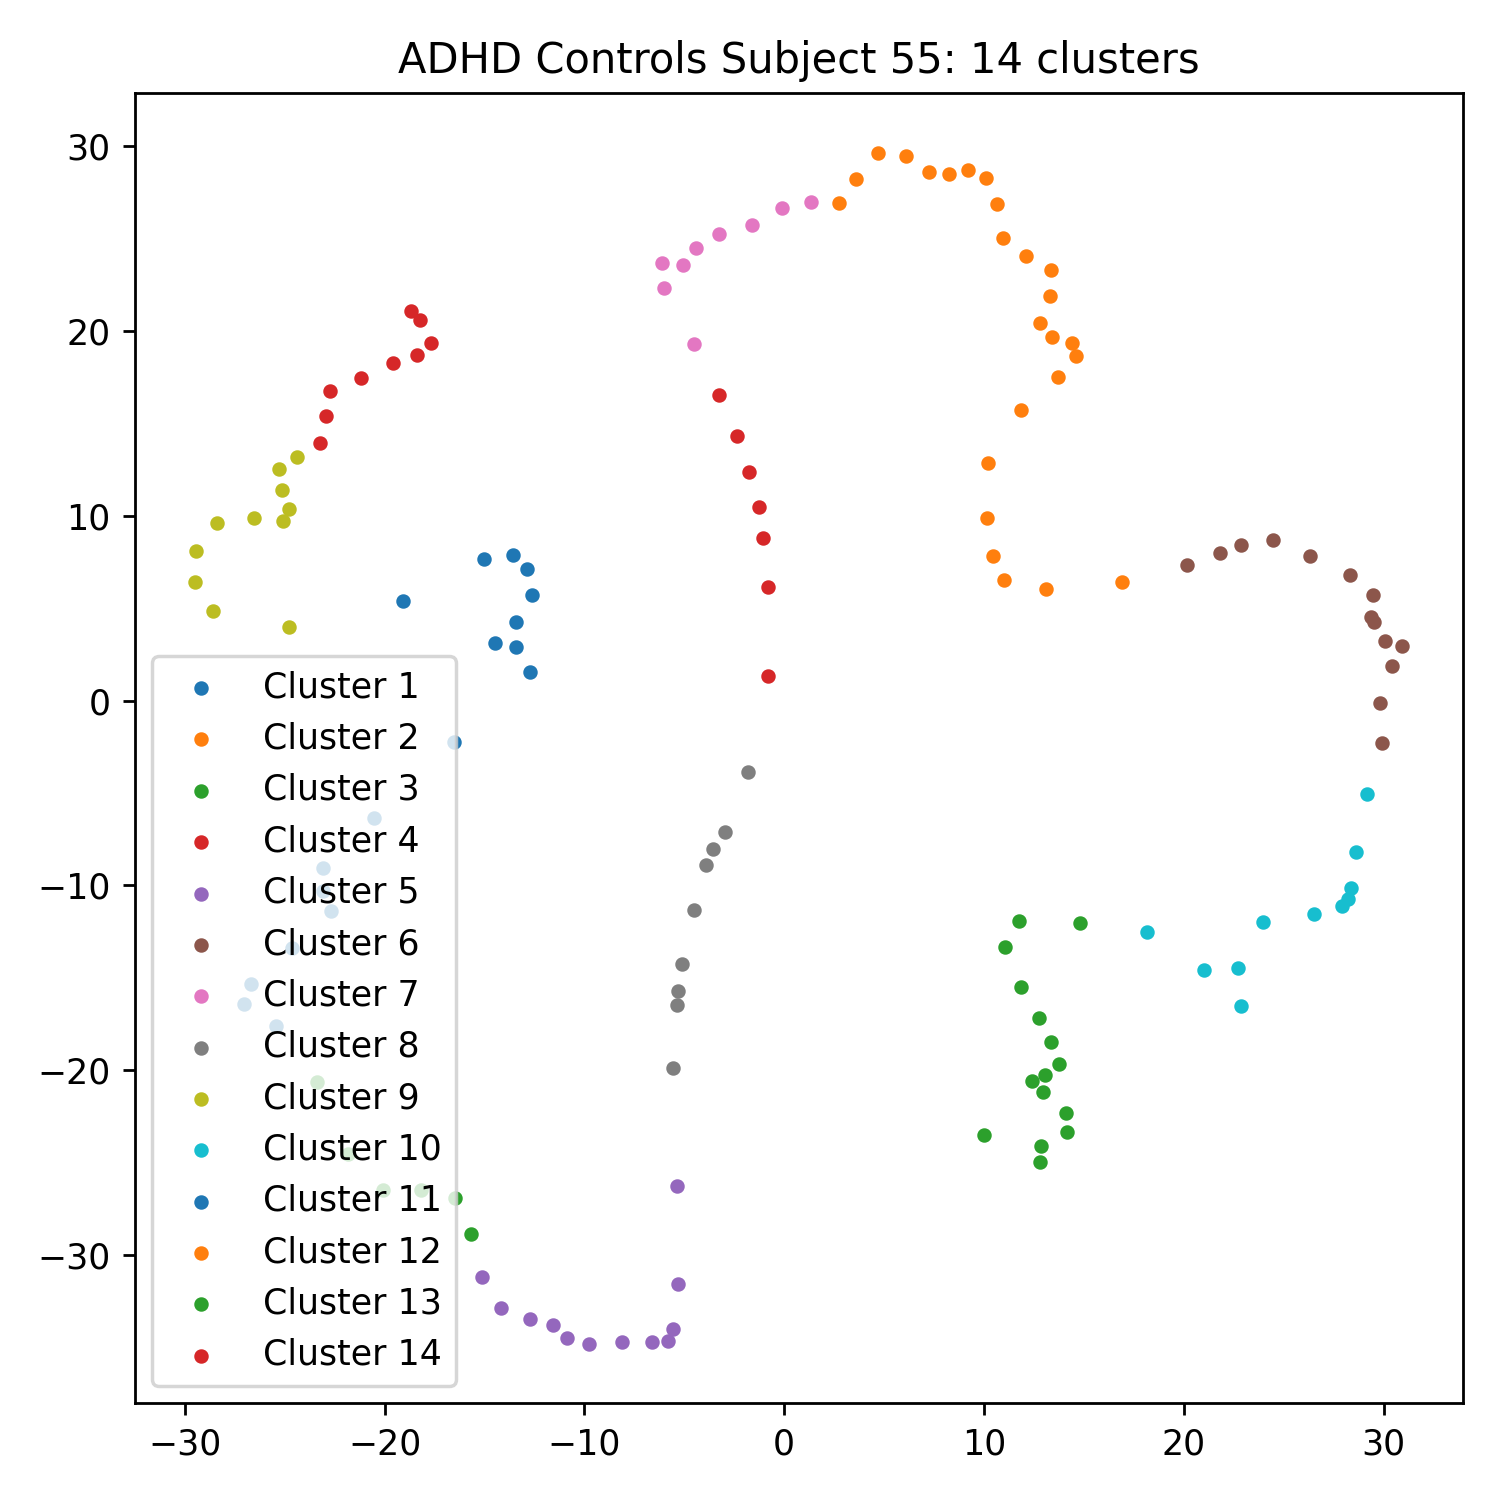 ADHD Controls Subject 55: 14 clusters
30
20
10
0
−10
−20
−30
Cluster 1
Cluster 2
Cluster 3
Cluster 4
Cluster 5
Cluster 6
Cluster 7
Cluster 8
Cluster 9
Cluster 10
Cluster 11
Cluster 12
Cluster 13
Cluster 14
−30 −20 −10 0 10 20 30